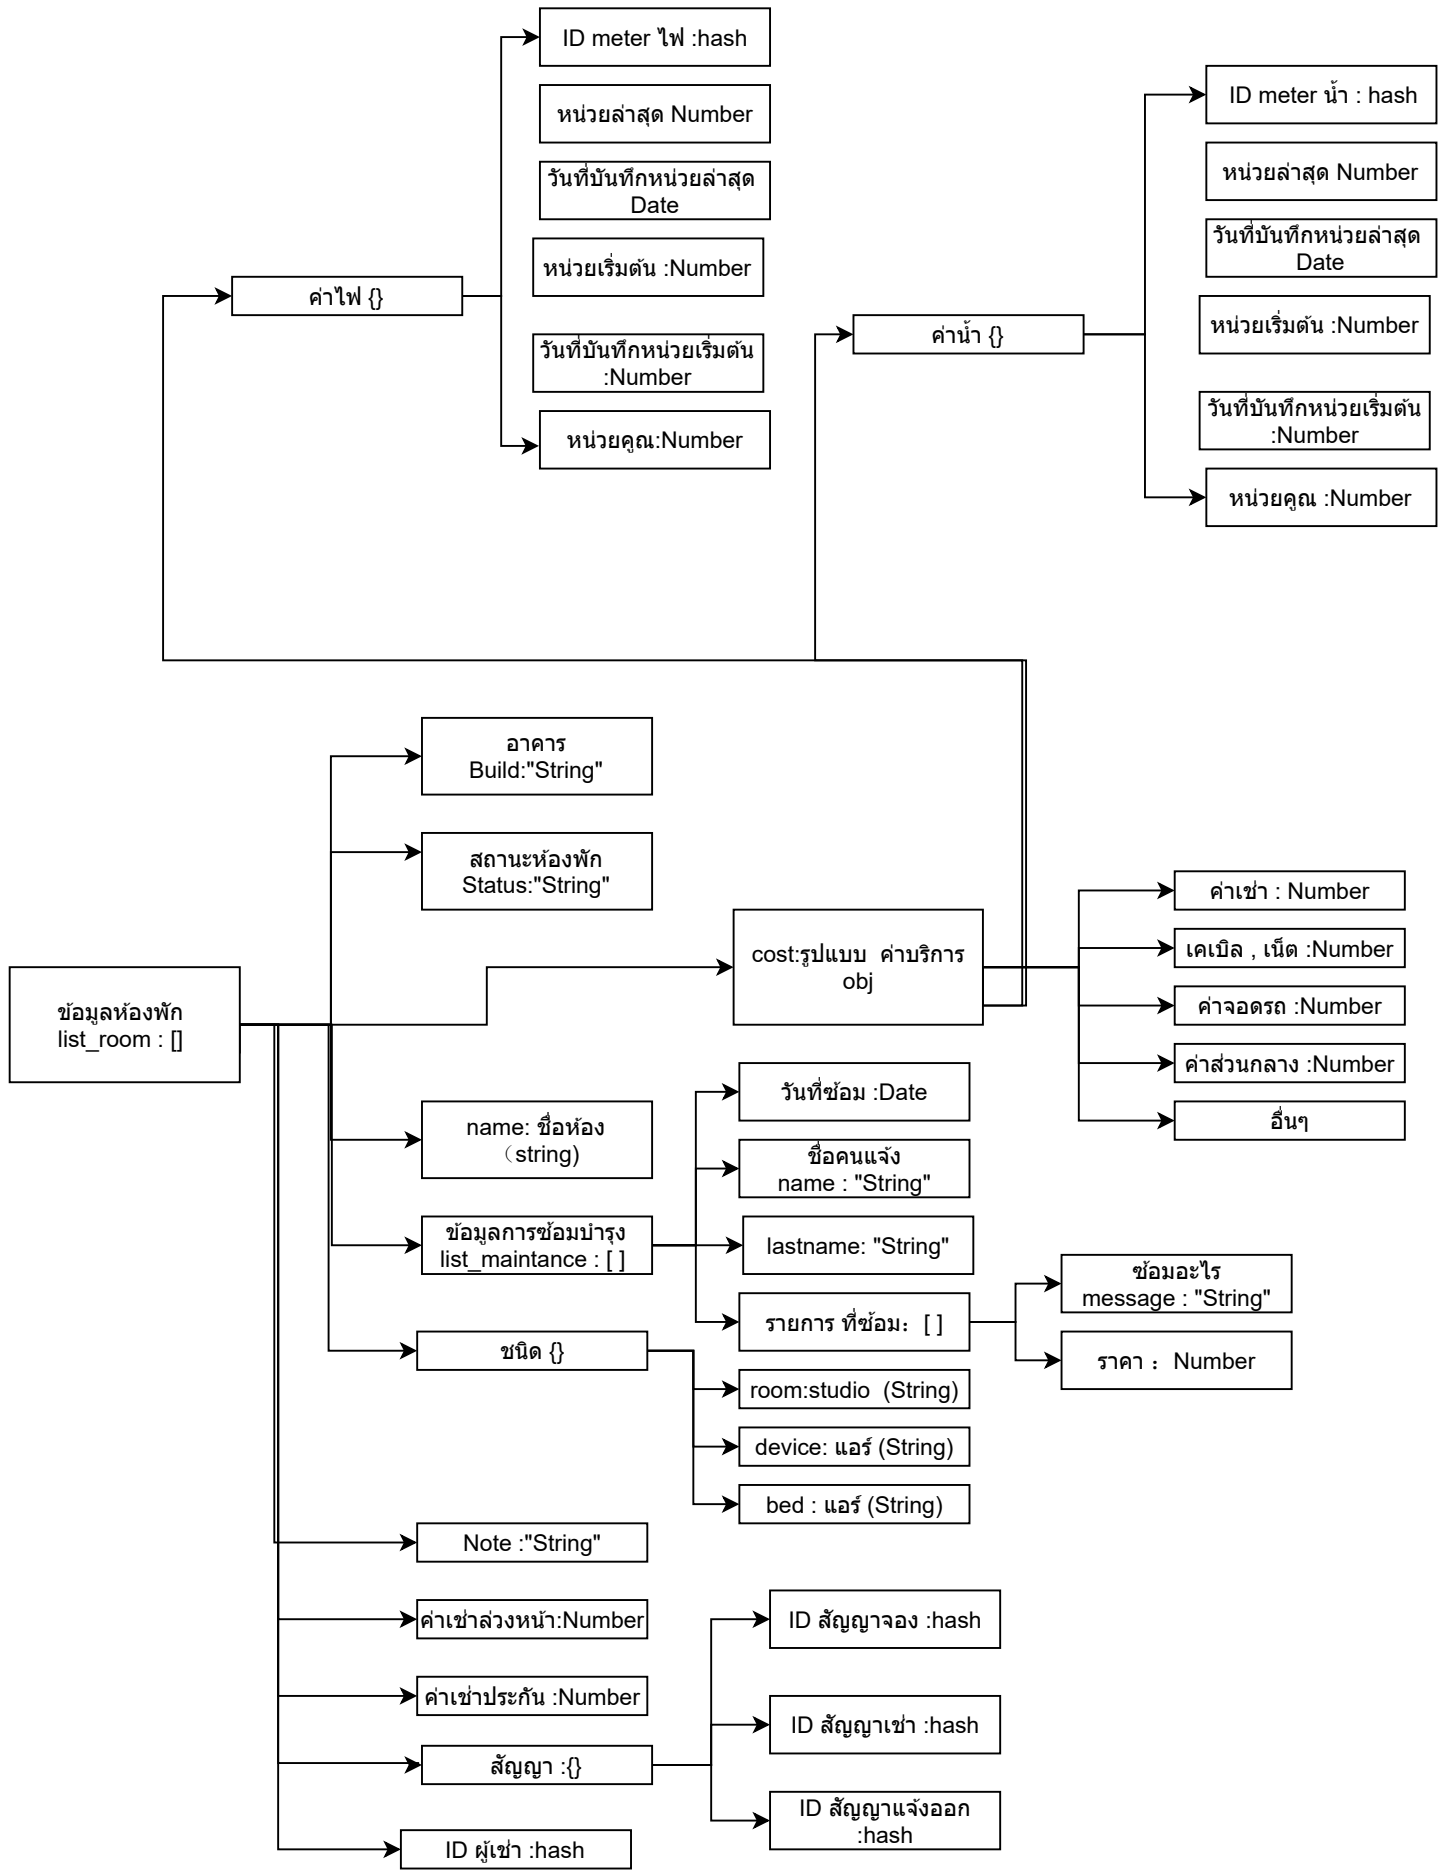 ID meter ไฟ :hash
หน่วยล่าสุด Number
วันที่บันทึกหน่วยล่าสุด
Date
หน่วยเริ่มต้น :Number
ค่าไฟ {}
วันที่บันทึกหน่วยเริ่มต้น
:Number
หน่วยคูณ:Number
ID meter น้ำ : hash
หน่วยล่าสุด Number
วันที่บันทึกหน่วยล่าสุด
Date
หน่วยเริ่มต้น :Number
ค่าน้ำ {}
วันที่บันทึกหน่วยเริ่มต้น
:Number
หน่วยคูณ :Number
อาคาร
Build:"String"
สถานะห้องพัก
Status:"String"
cost:รูปแบบ ค่าบริการ
obj
ค่าเช่า : Number
เคเบิล , เน็ต :Number
ค่าจอดรถ :Number
ค่าส่วนกลาง :Number
อื่นๆ
ข้อมูลห้องพัก
list_room : []
name: ชื่อห้อง
（string)
ข้อมูลการซ้อมบำรุง
list_maintance : [ ]
วันที่ซ้อม :Date
ชื่อคนแจ้ง
name : "String"
lastname: "String"
รายการ ที่ซ้อม：[ ]
ซ้อมอะไร
message : "String"
ราคา ：Number
ชนิด {}
room:studio (String)
device: แอร์ (String)
bed : แอร์ (String)
Note :"String"
ค่าเช่าล่วงหน้า:Number
ค่าเช่าประกัน :Number
สัญญา :{}
ID สัญญาจอง :hash
ID สัญญาเช่า :hash
ID สัญญาแจ้งออก
:hash
ID ผู้เช่า :hash